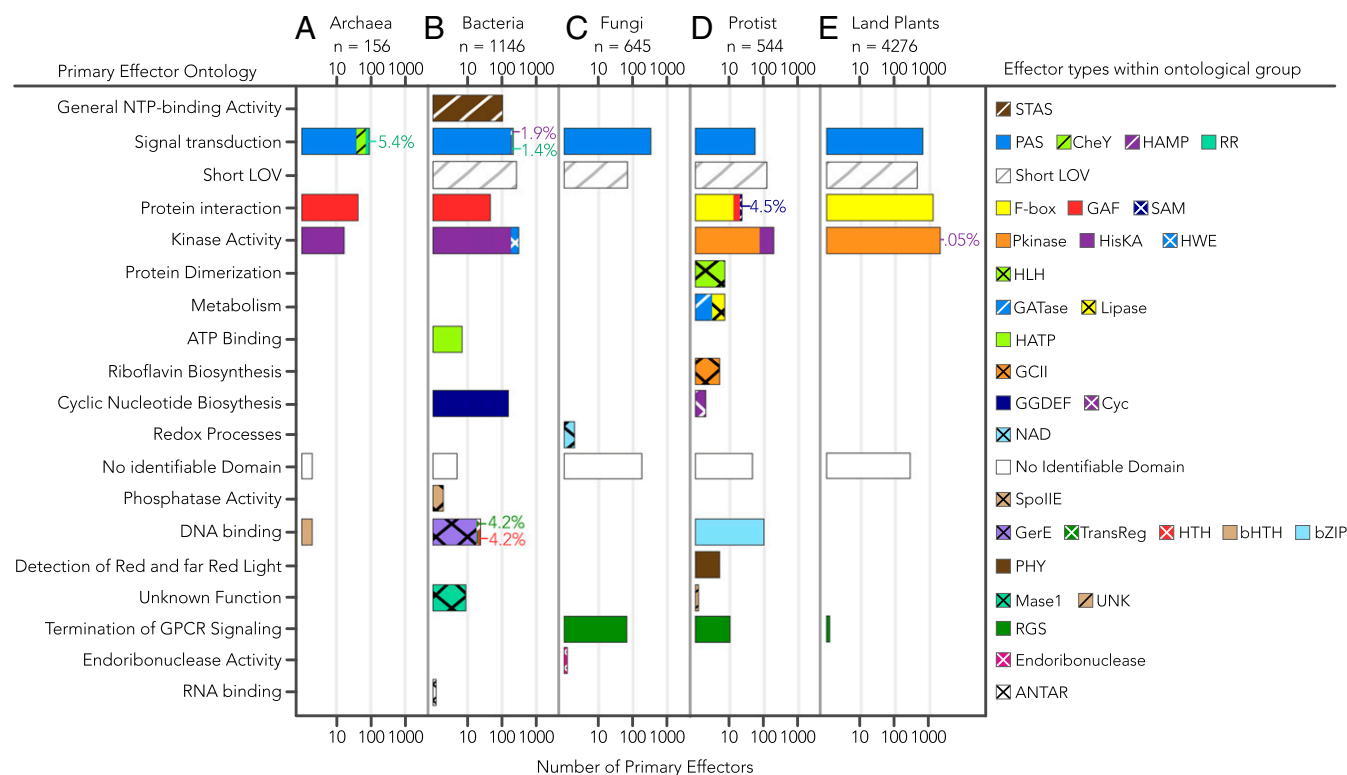 A Archaea B Bacteria C Fungi D Protist E Land Plants
n = 156 n = 1146 n = 645 n = 544 n = 4276
Primary Effector Ontology 10 100 1000 10 100 1000 10 100 1000 10 100 1000 10 100 1000 Effector types within ontological group
General NTP-binding Activity STAS
Signal transduction 5.4% 1.9% 1.4% PAS CheY HAMP RR
Short LOV Short LOV
Protein interaction 4.5% F-box GAF SAM
Kinase Activity .05% Pkinase HisKA HWE
Protein Dimerization HLH
Metabolism GATase Lipase
ATP Binding HATP
Riboflavin Biosynthesis GCII
Cyclic Nucleotide Biosythesis GGDEF Cyc
Redox Processes NAD
No identifiable Domain No Identifiable Domain
Phosphatase Activity SpoIIE
DNA binding 4.2% 4.2% GerE TransReg HTH bHTH bZIP
Detection of Red and far Red Light PHY
Unknown Function Mase1 UNK
Termination of GPCR Signaling RGS
Endoribonuclease Activity Endoribonuclease
RNA binding ANTAR
10 100 1000 10 100 1000 10 100 1000 10 100 1000 10 100 1000
Number of Primary Effectors